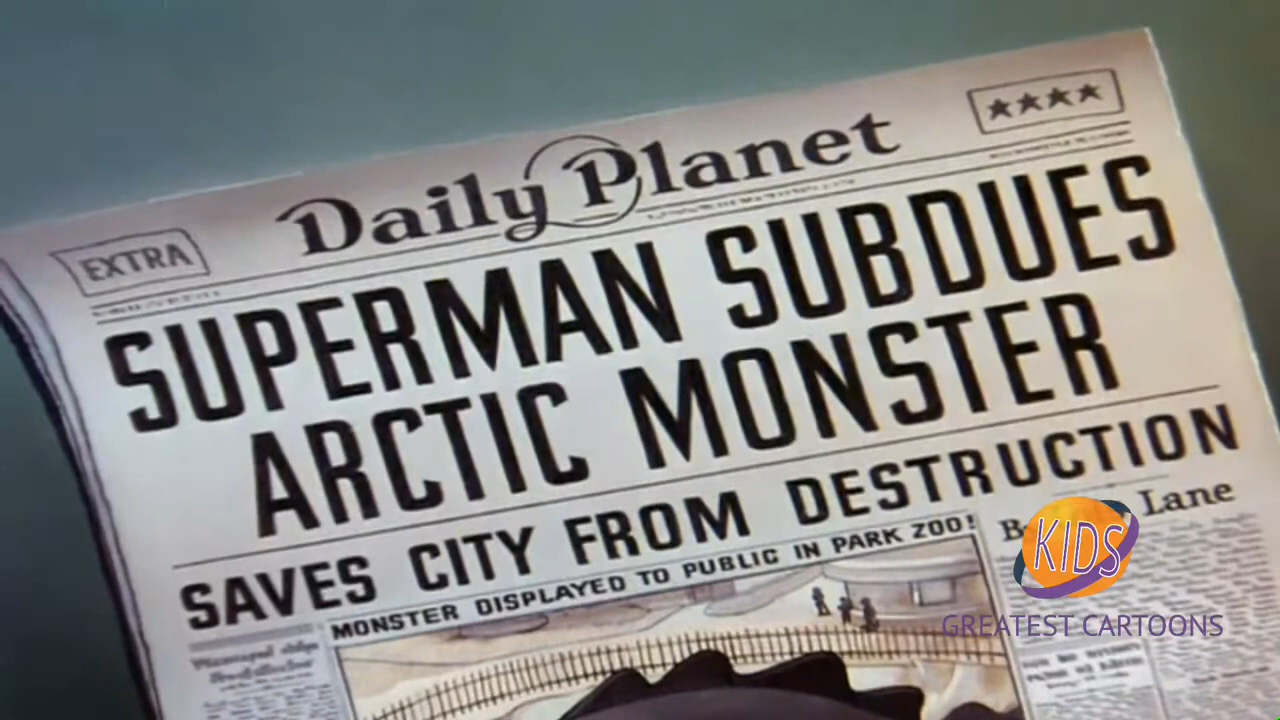 EXTRA
Daily Planet
★★★★
SUPERMAN SUBDUES
ARCTIC MONSTER
SAVES CITY FROM DESTRUCTION
MONSTER DISPLAYED TO PUBLIC IN PARK ZOO!
Lane
KIDS
GREATEST CARTOONS